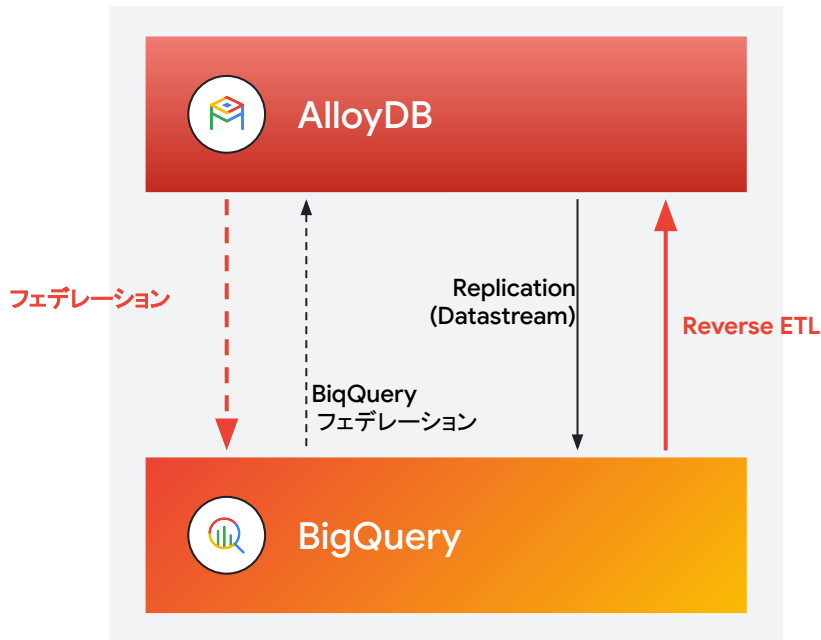 AlloyDB
フェデレーション
Replication
(Datastream)
Reverse ETL
BiqQuery
フェデレーション
BigQuery